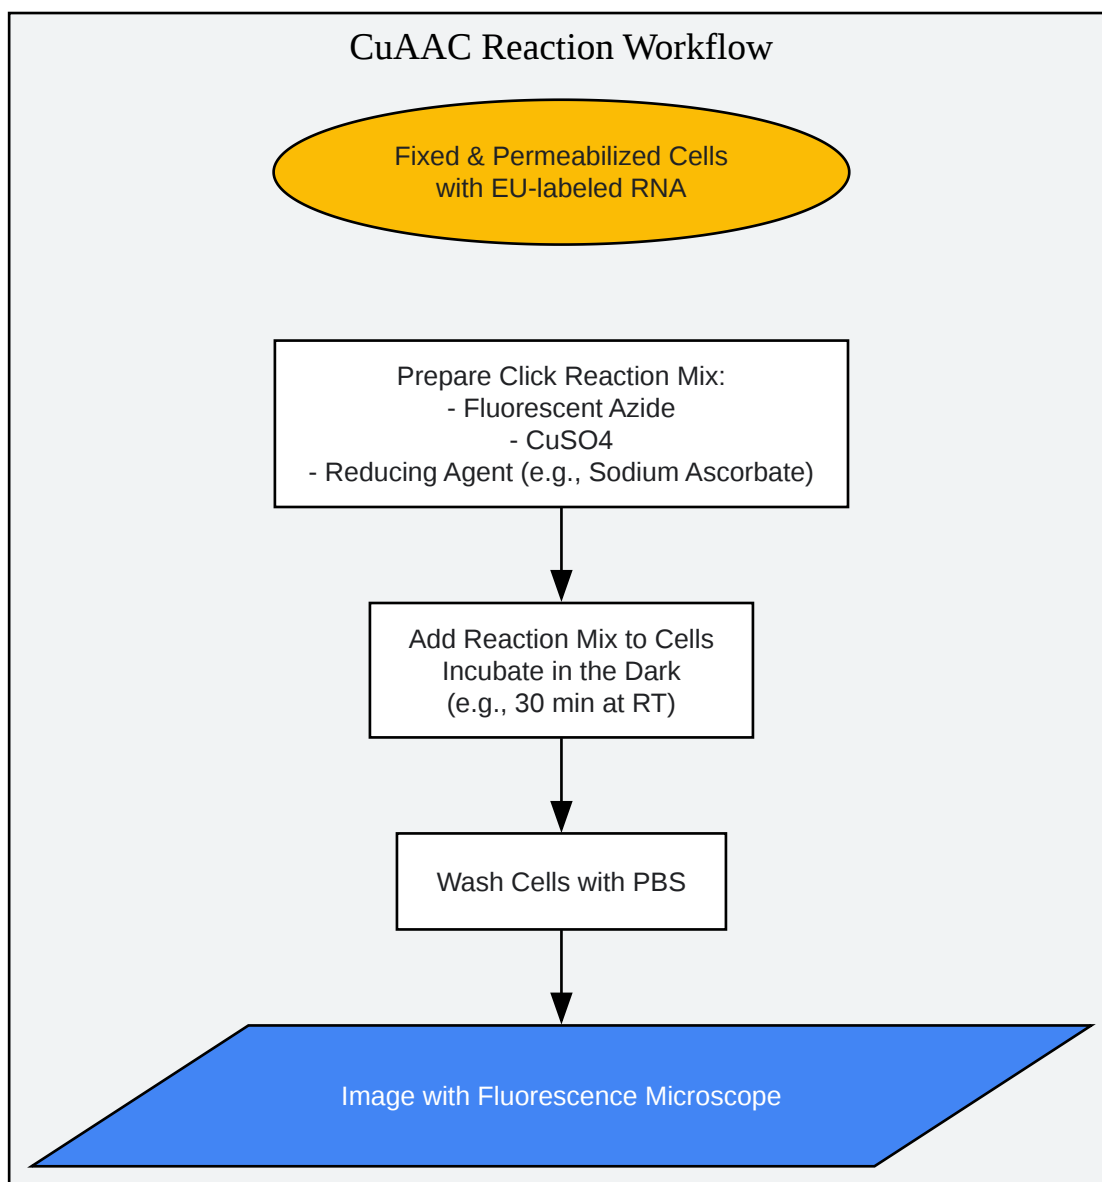 CuAAC Reaction Workflow
Fixed & Permeabilized Cells
with EU-labeled RNA
Prepare Click Reaction Mix:
- Fluorescent Azide
- CuSO4
- Reducing Agent (e.g., Sodium Ascorbate)
Add Reaction Mix to Cells
Incubate in the Dark
(e.g., 30 min at RT)
Wash Cells with PBS
Image with Fluorescence Microscope